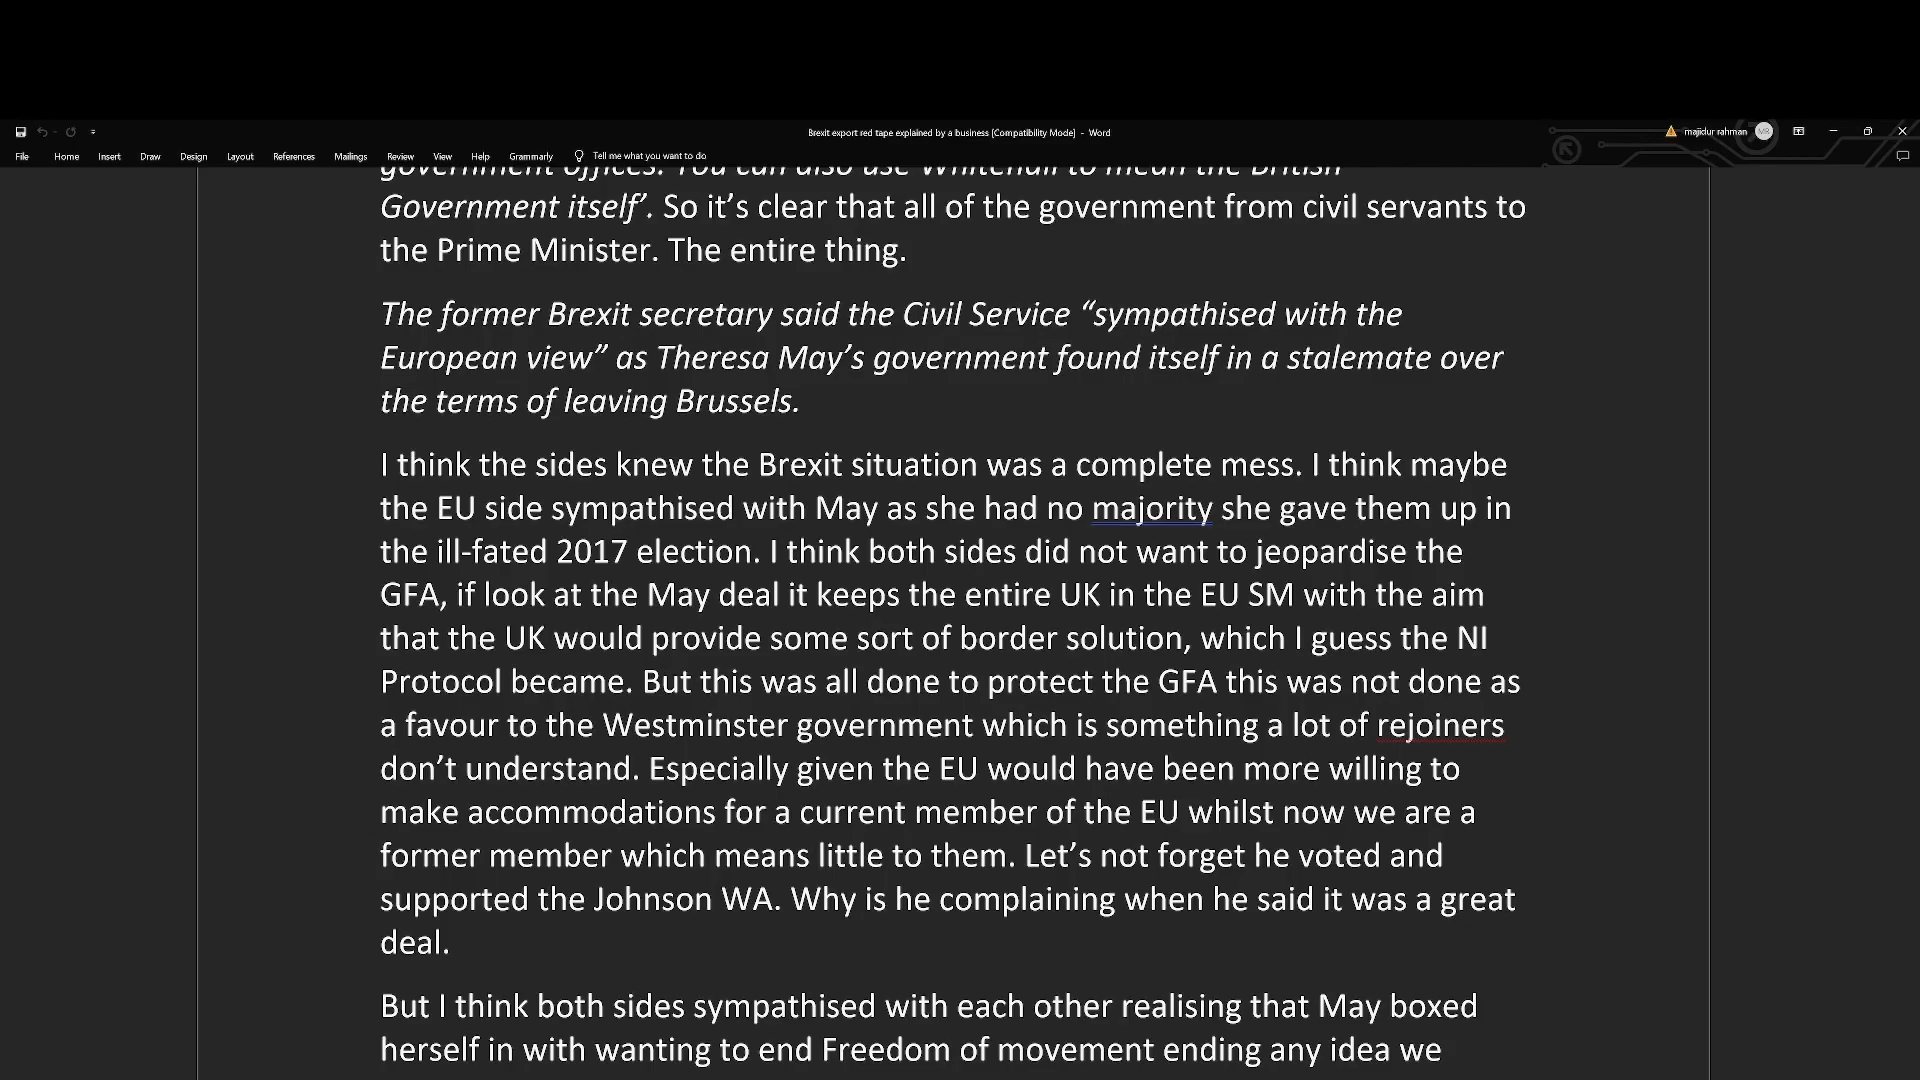 Brexit export red tape explained by a business [Compatibility Mode] - Word
majidur rahman
MR
File Home Insert Draw Design Layout References Mailings Review View Help Grammarly Tell me what you want to do
government offices. You can also use Whitehall to mean the British
Government itself’. So it’s clear that all of the government from civil servants to
the Prime Minister. The entire thing.
The former Brexit secretary said the Civil Service “sympathised with the
European view” as Theresa May’s government found itself in a stalemate over
the terms of leaving Brussels.
I think the sides knew the Brexit situation was a complete mess. I think maybe
the EU side sympathised with May as she had no majority she gave them up in
the ill-fated 2017 election. I think both sides did not want to jeopardise the
GFA, if look at the May deal it keeps the entire UK in the EU SM with the aim
that the UK would provide some sort of border solution, which I guess the NI
Protocol became. But this was all done to protect the GFA this was not done as
a favour to the Westminster government which is something a lot of rejoiners
don’t understand. Especially given the EU would have been more willing to
make accommodations for a current member of the EU whilst now we are a
former member which means little to them. Let’s not forget he voted and
supported the Johnson WA. Why is he complaining when he said it was a great
deal.
But I think both sides sympathised with each other realising that May boxed
herself in with wanting to end Freedom of movement ending any idea we